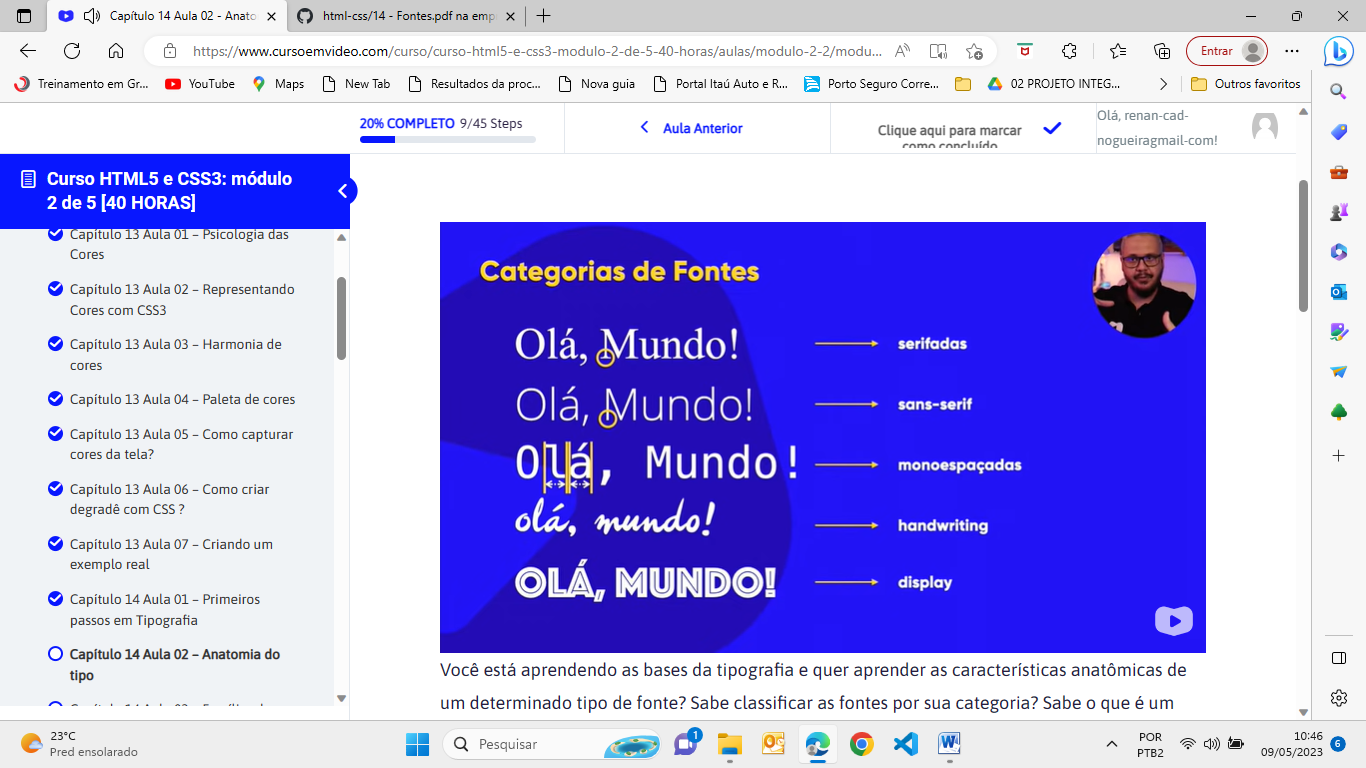 Capítulo 14 Aula 02 - Anato
html-css/14 - Fontes.pdf na emp
https://www.cursoemvideo.com/curso/curso-html5-e-css3-modulo-2-de-5-40-horas/aulas/modulo-2-2/modu...
Entrar
Treinamento em Gr...
YouTube
Maps
New Tab
Resultados da proc...
Nova guia
Portal Itaú Auto e R...
Porto Seguro Corre...
02 PROJETO INTEG...
Outros favoritos
20% COMPLETO 9/45 Steps
Aula Anterior
Clique aqui para marcar
como concluído
Olá, renan-cad-
nogueiragmail-com!
Curso HTML5 e CSS3: módulo
2 de 5 [40 HORAS]
Capítulo 13 Aula 01 – Psicologia das
Cores
Capítulo 13 Aula 02 – Representando
Cores com CSS3
Capítulo 13 Aula 03 – Harmonia de
cores
Capítulo 13 Aula 04 – Paleta de cores
Capítulo 13 Aula 05 – Como capturar
cores da tela?
Capítulo 13 Aula 06 – Como criar
degradê com CSS ?
Capítulo 13 Aula 07 – Criando um
exemplo real
Capítulo 14 Aula 01 – Primeiros
passos em Tipografia
Capítulo 14 Aula 02 – Anatomia do
tipo
Categorias de Fontes
Olá, Mundo! serifadas
Olá, Mundo! sans-serif
Olá, Mundo! monoespaçadas
olá, mundo! handwriting
OLÁ, MUNDO! display
Você está aprendendo as bases da tipografia e quer aprender as características anatômicas de
um determinado tipo de fonte? Sabe classificar as fontes por sua categoria? Sabe o que é um
23°C
Pred ensolarado
Pesquisar
1
POR
PTB2
10:46
09/05/2023
6